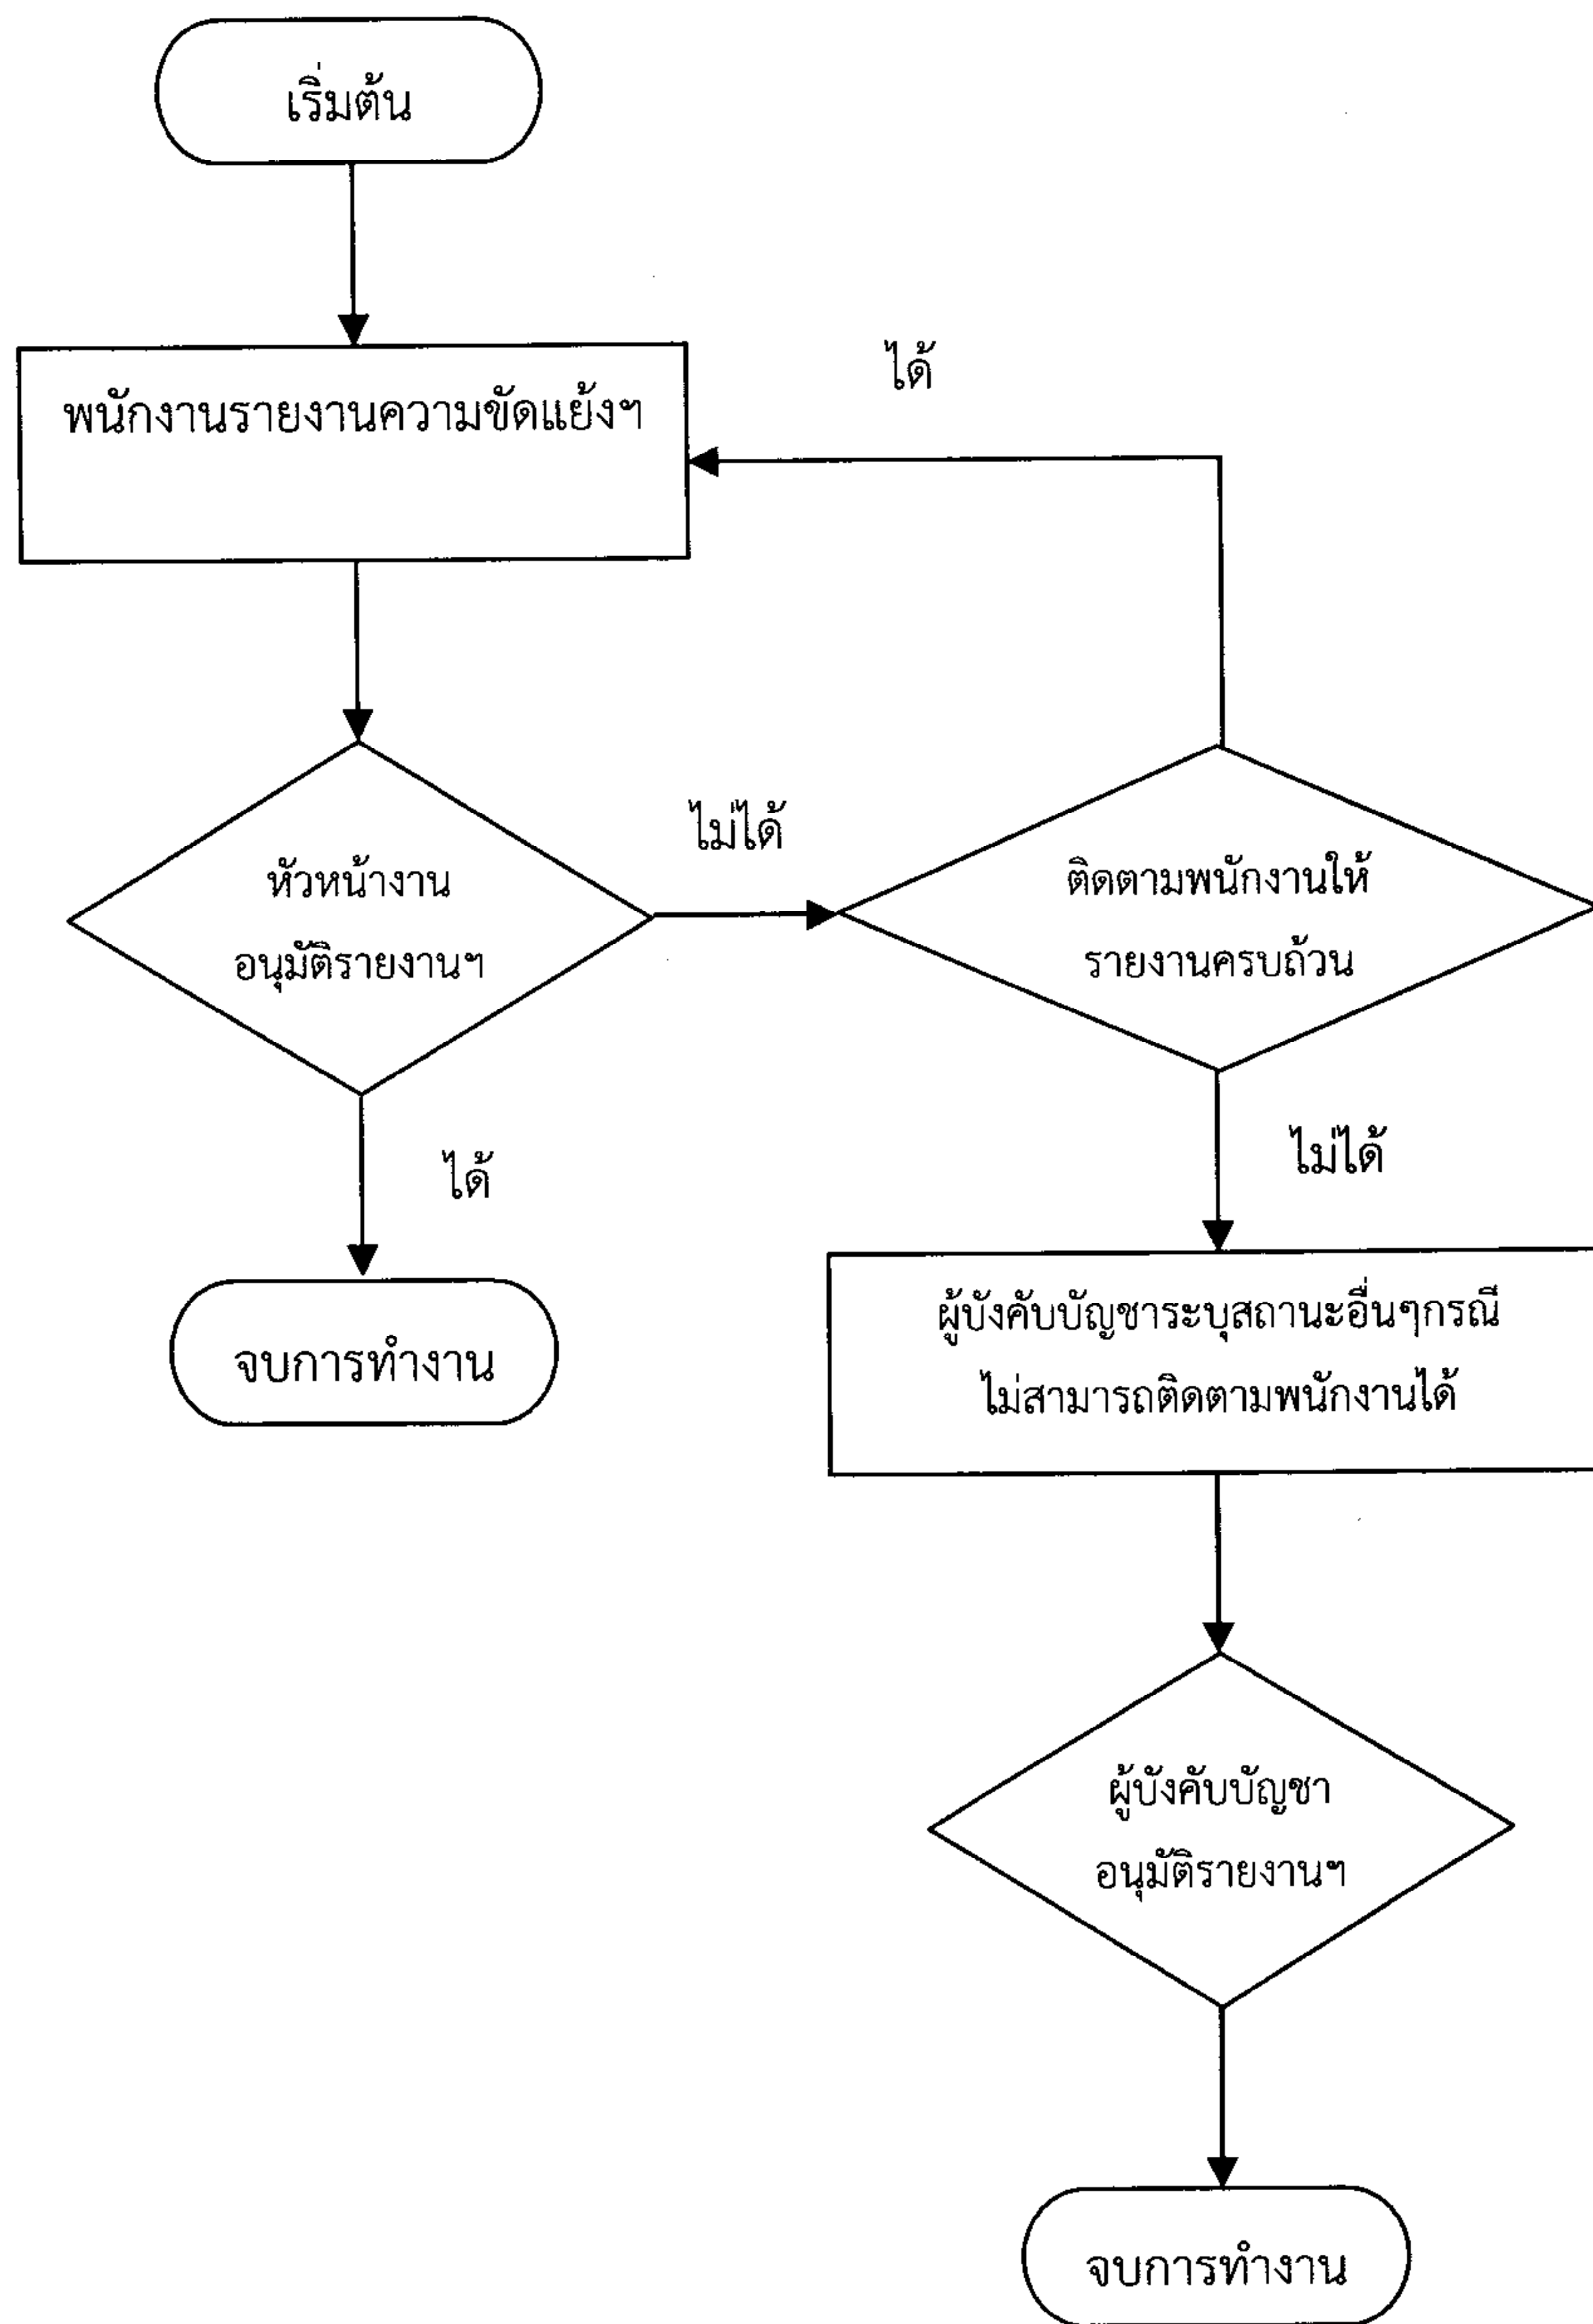 เริ่มต้น
พนักงานรายงานความขัดแย้งฯ
ได้
หัวหน้างาน
อนุมัติรายงานฯ
ไม่ได้
ติดตามพนักงานให้
รายงานครบถ้วน
ได้
ไม่ได้
จบการทำงาน
ผู้บังคับบัญชาระบุสถานะอื่นๆกรณี
ไม่สามารถติดตามพนักงานได้
ผู้บังคับบัญชา
อนุมัติรายงานฯ
จบการทำงาน